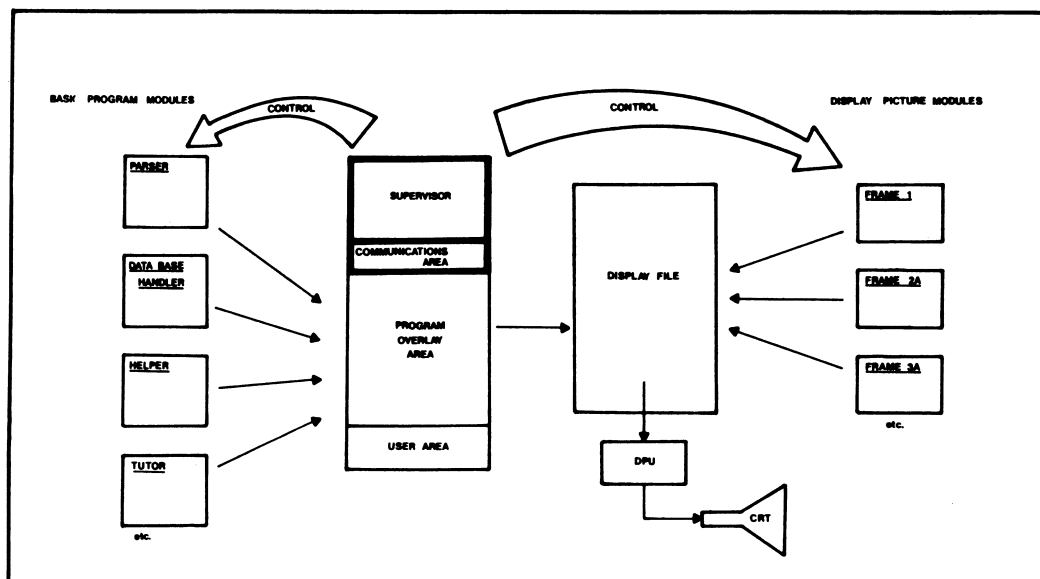 BASK PROGRAM MODULES
CONTROL
CONTROL
DISPLAY PICTURE MODULES
PARSER
DATA BASE
HANDLER
HELPER
TUTOR
etc.
SUPERVISOR
COMMUNICATIONS
AREA
PROGRAM
OVERLAY
AREA
USER AREA
DISPLAY FILE
DPU
CRT
FRAME 1
FRAME 2A
FRAME 3A
etc.